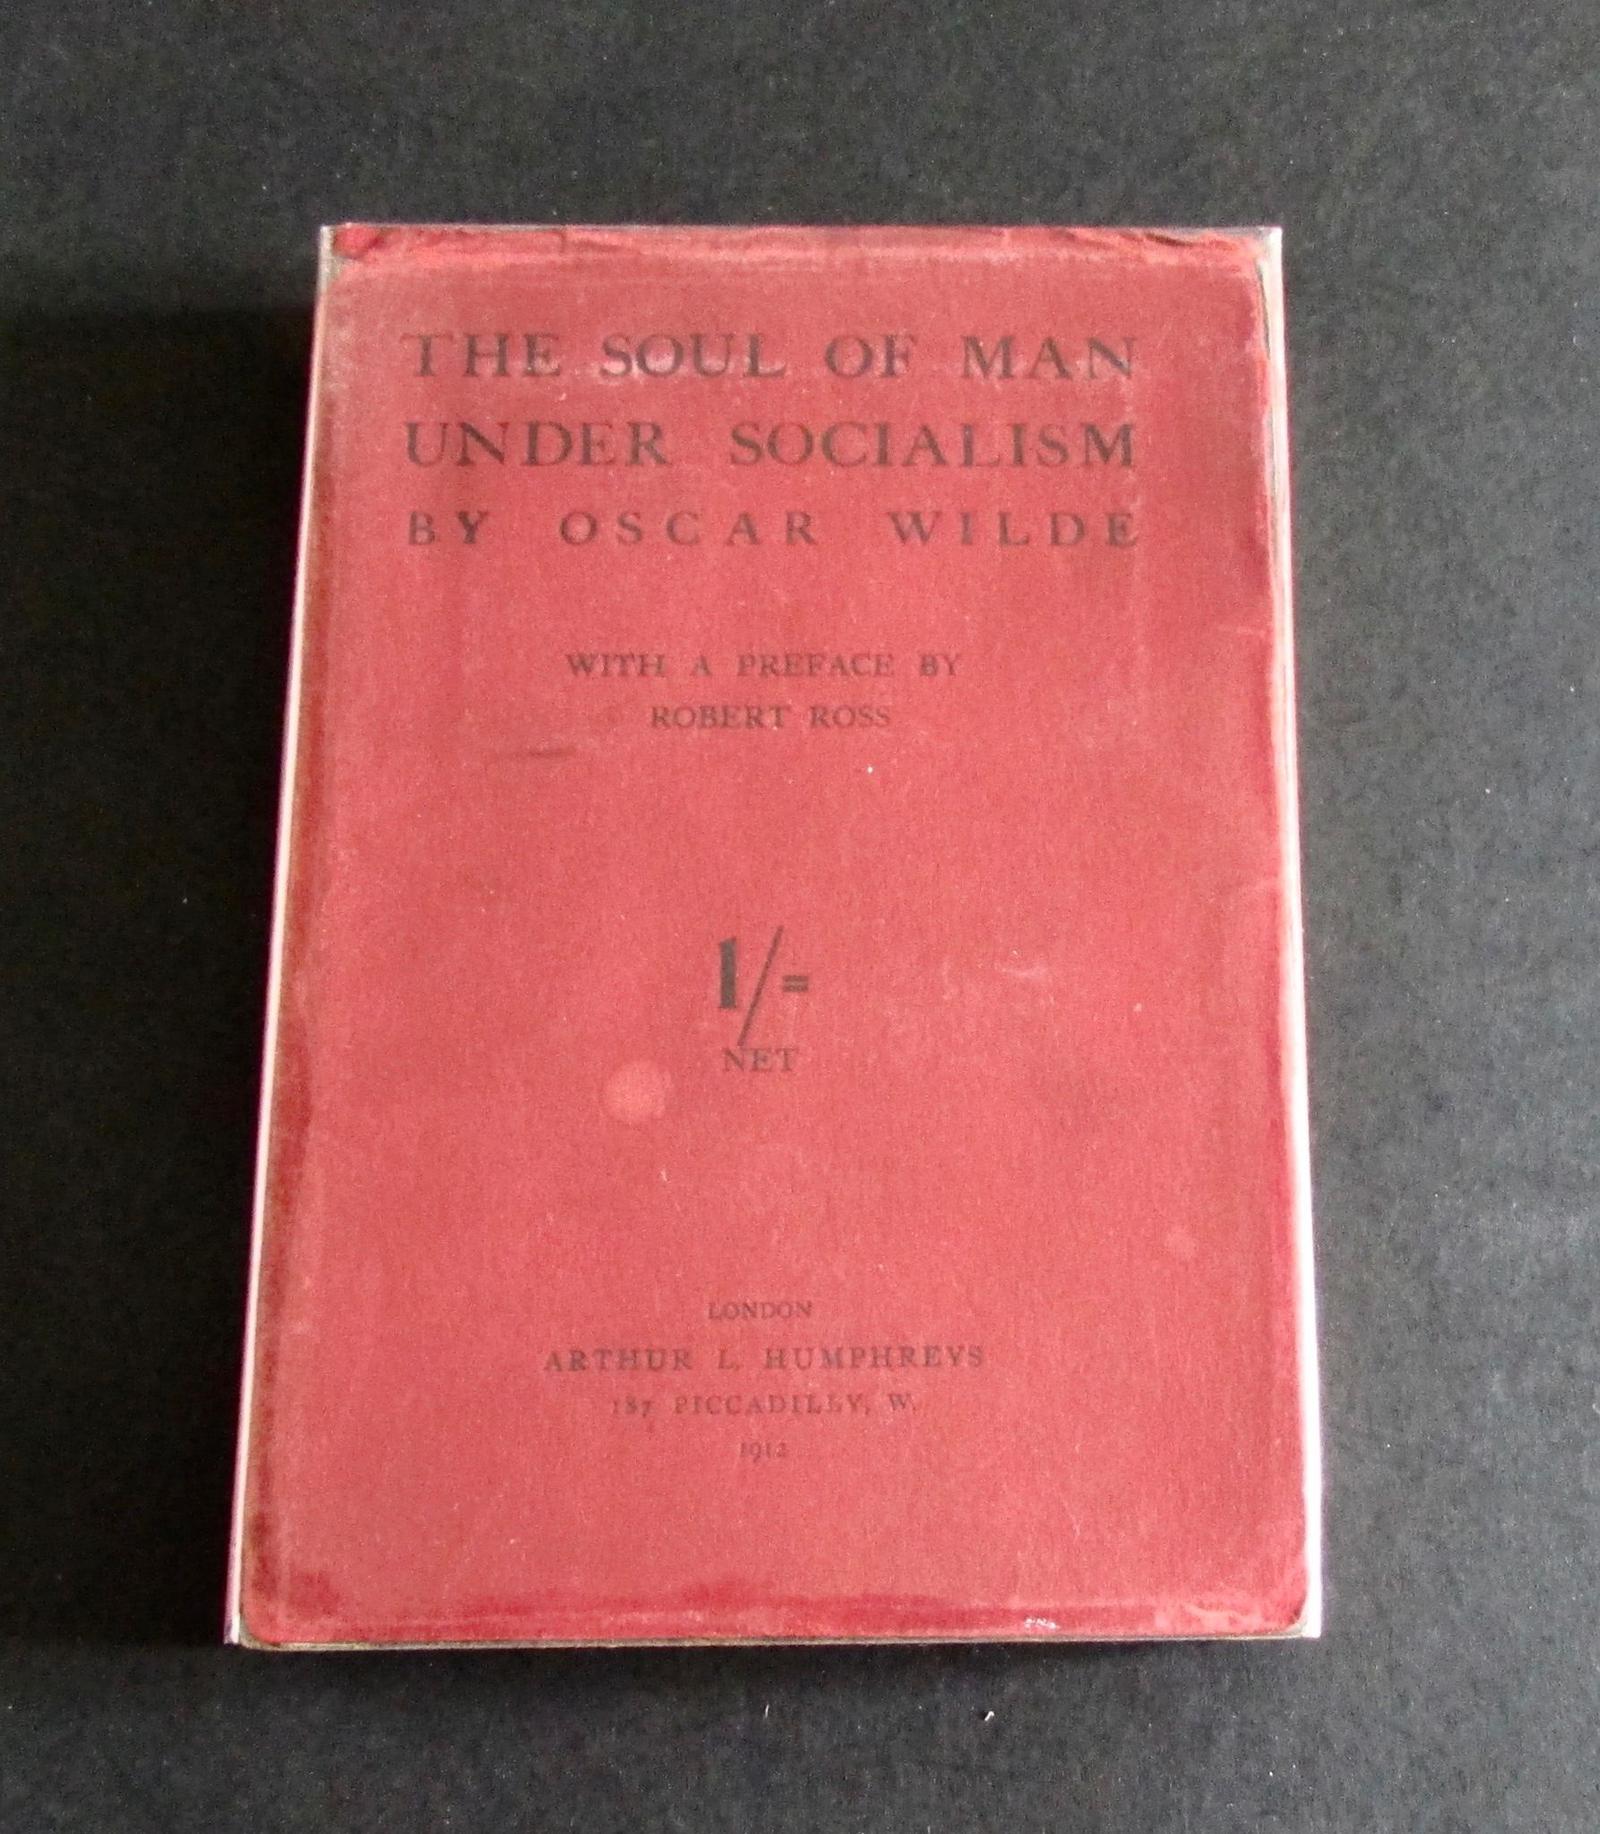 THE SOUL OF MAN
UNDER SOCIALISM
BY OSCAR WILDE
WITH A PREFACE BY
ROBERT ROSS
1/=
NET
LONDON
ARTHUR L. HUMPHREYS
187 PICCADILLY, W.
1912